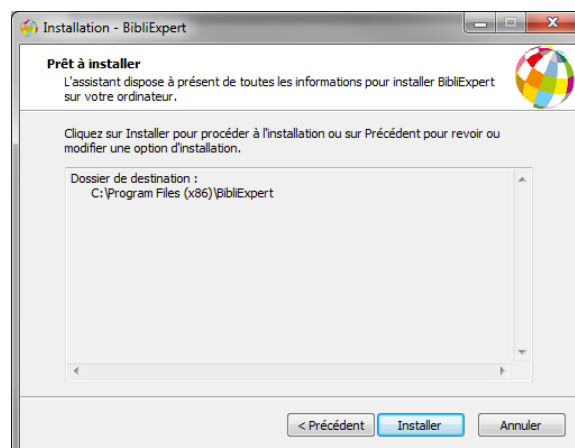 Installation - BibliExpert
Prêt à installer
L'assistant dispose à présent de toutes les informations pour installer BibliExpert
sur votre ordinateur.
Cliquez sur Installer pour procéder à l'installation ou sur Précédent pour revoir ou
modifier une option d'installation.
Dossier de destination :
C:\Program Files (x86)\BibliExpert
< Précédent
Installer
Annuler